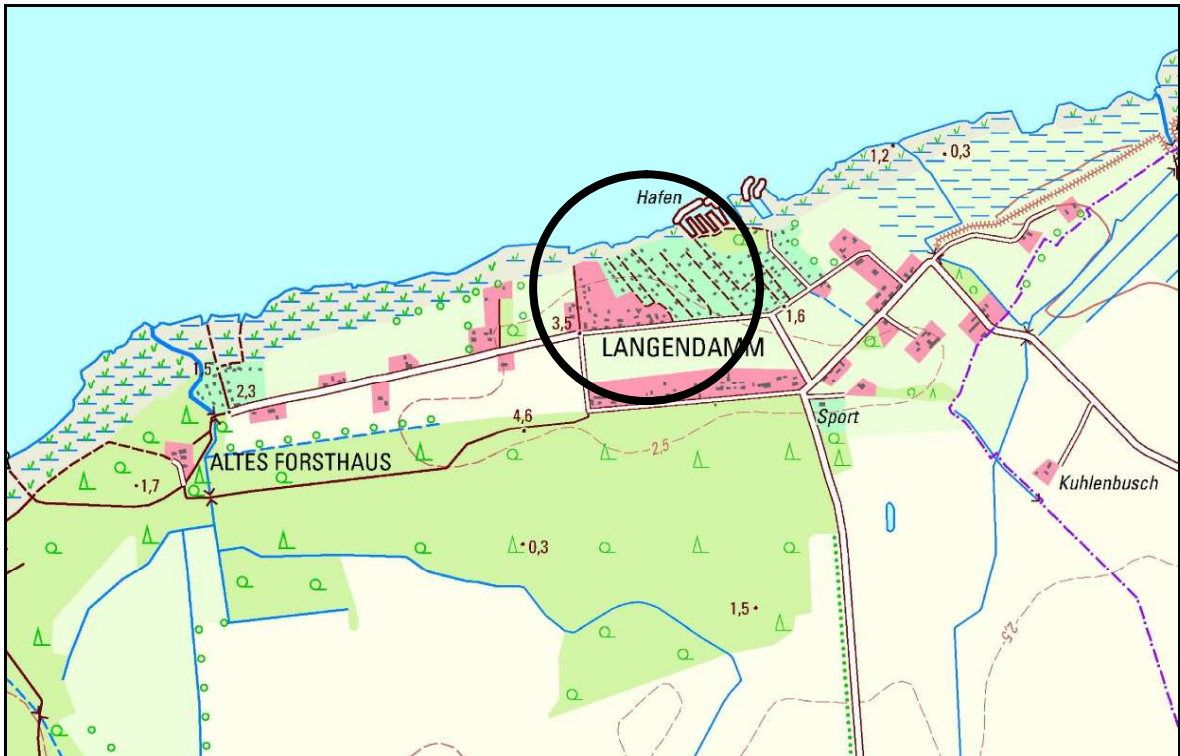 1,2
0,3
Hafen
3,5
1,6
LANGENDAMM
1,5
2,3
4,6
Sport
2,5
ALTES FORSTHAUS
1,7
Kuhlenbusch
0,3
1,5
2,5